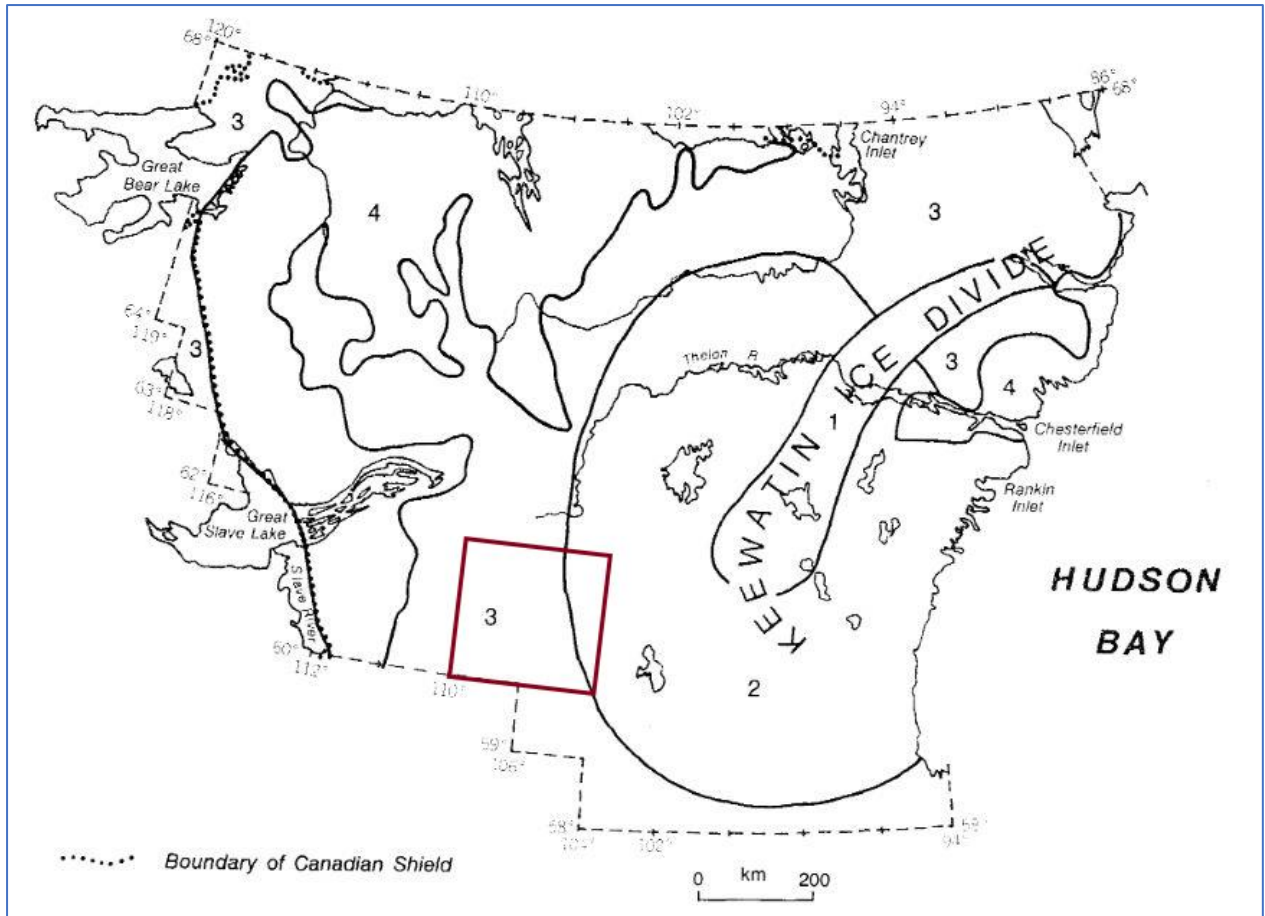 120°
68°
110°
102°
94°
86°
68°
3
Great
Bear Lake
4
Chantrey
Inlet
3
KEEWATIN ICE DIVIDE
64°
119°
3
63°
118°
Thelon R
3
4
1
Chesterfield
Inlet
62°
116°
Great
Slave Lake
Rankin
Inlet
Slave River
HUDSON
BAY
3
60°
112°
110°
2
59°
106°
58°
104°
102°
94°
Boundary of Canadian Shield
km
0 200